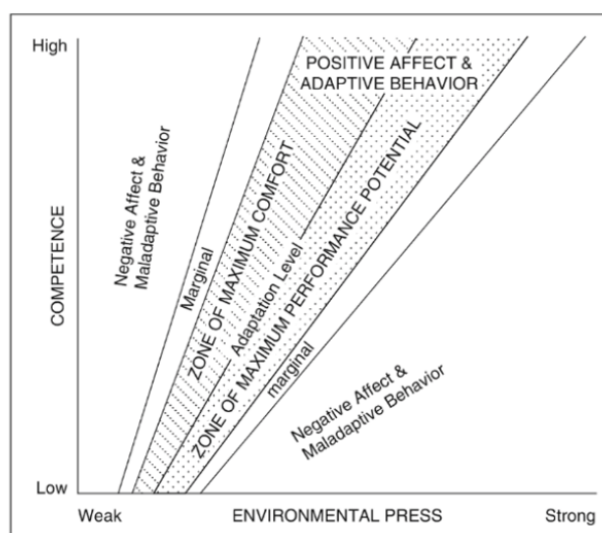 High
POSITIVE AFFECT &
ADAPTIVE BEHAVIOR
Negative Affect &
Maladaptive Behavior
Marginal
ZONE OF MAXIMUM COMFORT
Adaptation Level
ZONE OF MAXIMUM PERFORMANCE POTENTIAL
marginal
Negative Affect &
Maladaptive Behavior
COMPETENCE
Low
Weak
ENVIRONMENTAL PRESS
Strong